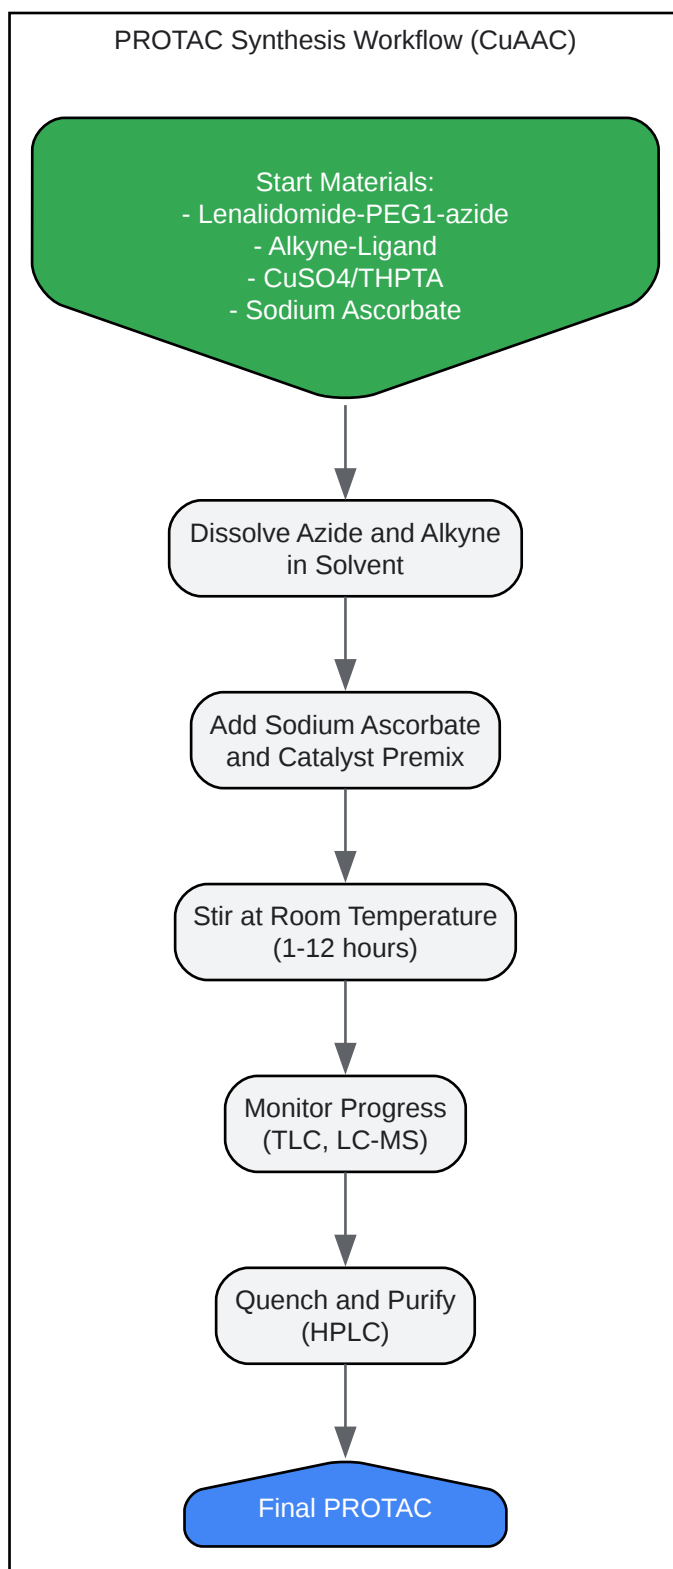 PROTAC Synthesis Workflow (CuAAC)
Start Materials:
- Lenalidomide-PEG1-azide
- Alkyne-Ligand
- CuSO4/THPTA
- Sodium Ascorbate
Dissolve Azide and Alkyne
in Solvent
Add Sodium Ascorbate
and Catalyst Premix
Stir at Room Temperature
(1-12 hours)
Monitor Progress
(TLC, LC-MS)
Quench and Purify
(HPLC)
Final PROTAC